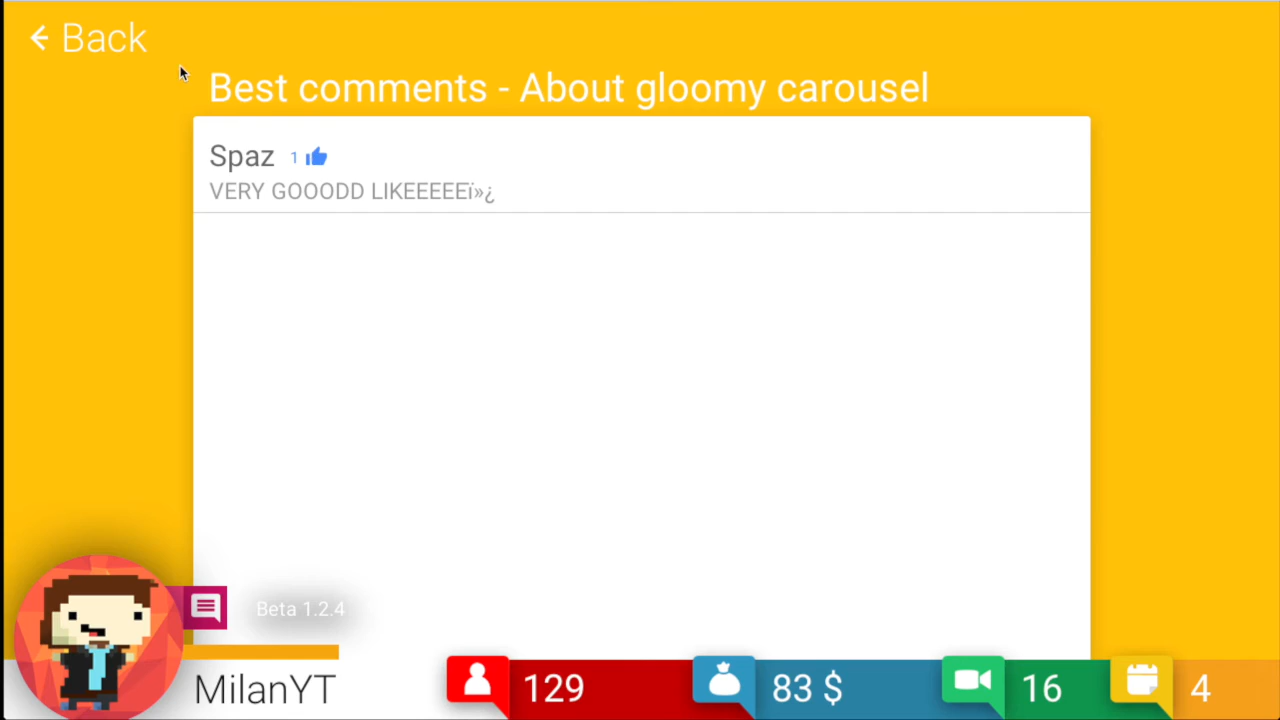 Back
Best comments - About gloomy carousel
Spaz 1
VERY GOOODD LIKEEEEEï»¿
Beta 1.2.4
MilanYT
129
83 $
16
4